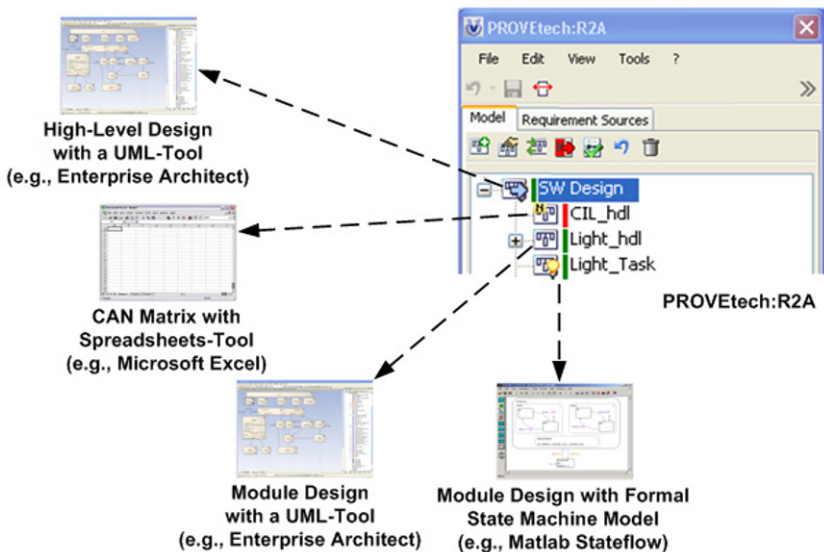 PROVEtech:R2A
File Edit View Tools ?
Model Requirement Sources
SW Design
CIL_hdl
Light_hdl
Light_Task
PROVEtech:R2A
High-Level Design
with a UML-Tool
(e.g., Enterprise Architect)
CAN Matrix with
Spreadsheets-Tool
(e.g., Microsoft Excel)
Module Design
with a UML-Tool
(e.g., Enterprise Architect)
Module Design with Formal
State Machine Model
(e.g., Matlab Stateflow)